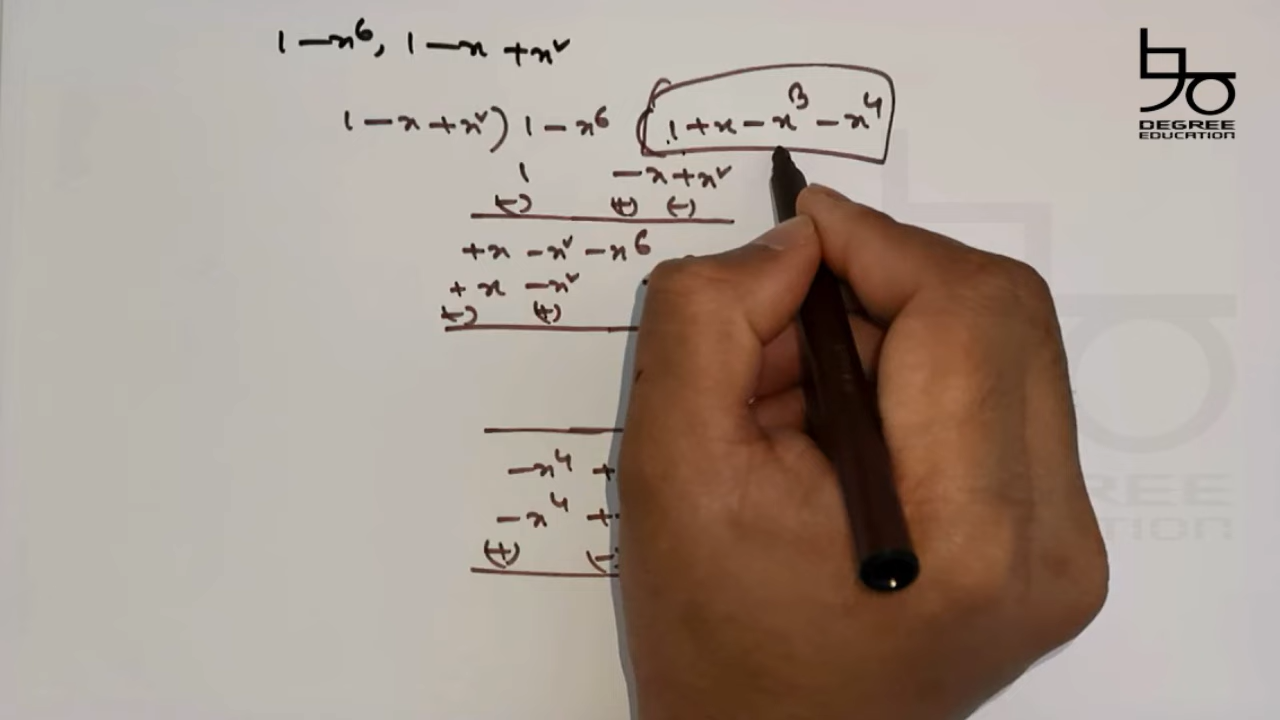 1 − x⁶, 1 − x + x²
1 − x + x² ) 1 − x⁶ ( 1 + x − x³ − x⁴
1 − x + x²
(−) (+) (−)
+x − x² − x⁶
+x − x²
(−) (+)
−x⁴ +
−x⁴ +
(+) (−)
DEGREE
EDUCATION